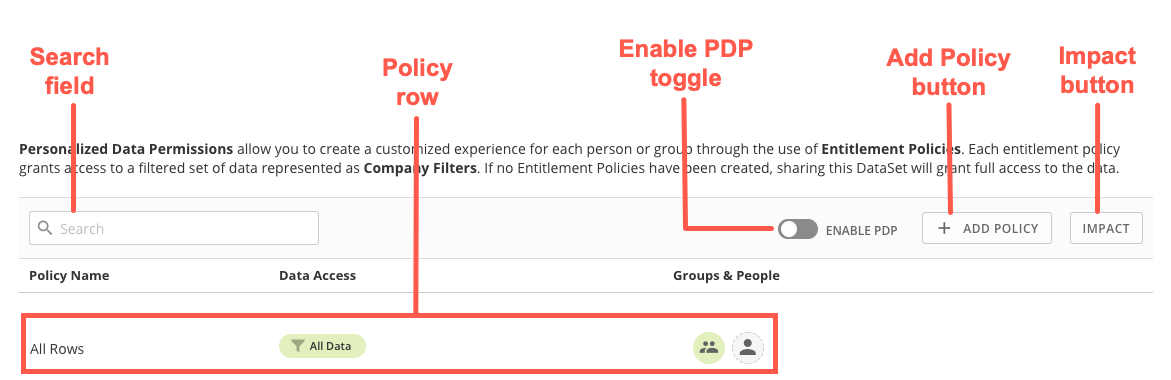 Search
field
Policy
row
Enable PDP
toggle
Add Policy
button
Impact
button
Personalized Data Permissions allow you to create a customized experience for each person or group through the use of Entitlement Policies. Each entitlement policy
grants access to a filtered set of data represented as Company Filters. If no Entitlement Policies have been created, sharing this DataSet will grant full access to the data.
Search
ENABLE PDP
+ ADD POLICY
IMPACT
Policy Name
Data Access
Groups & People
All Rows
All Data